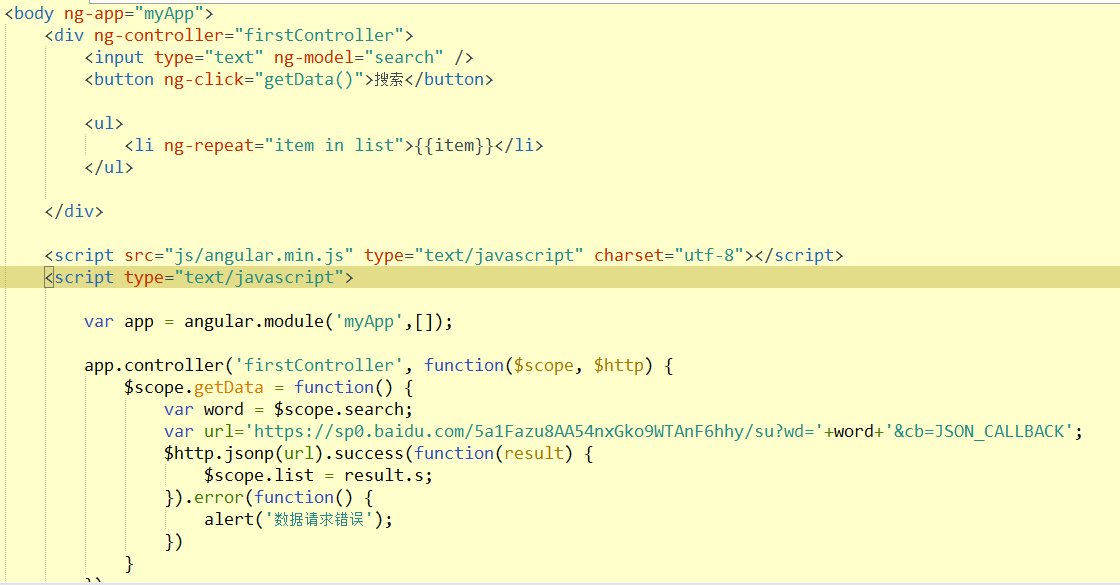 <body ng-app="myApp">
<div ng-controller="firstController">
<input type="text" ng-model="search" />
<button ng-click="getData()">搜索</button>
<ul>
<li ng-repeat="item in list">{{item}}</li>
</ul>
</div>
<script src="js/angular.min.js" type="text/javascript" charset="utf-8"></script>
<script type="text/javascript">
var app = angular.module('myApp',[]);
app.controller('firstController', function($scope, $http) {
$scope.getData = function() {
var word = $scope.search;
var url='https://sp0.baidu.com/5a1Fazu8AA54nxGko9WTAnF6hhy/su?wd='+word+'&cb=JSON_CALLBACK';
$http.jsonp(url).success(function(result) {
$scope.list = result.s;
}).error(function() {
alert('数据请求错误');
})
}
})